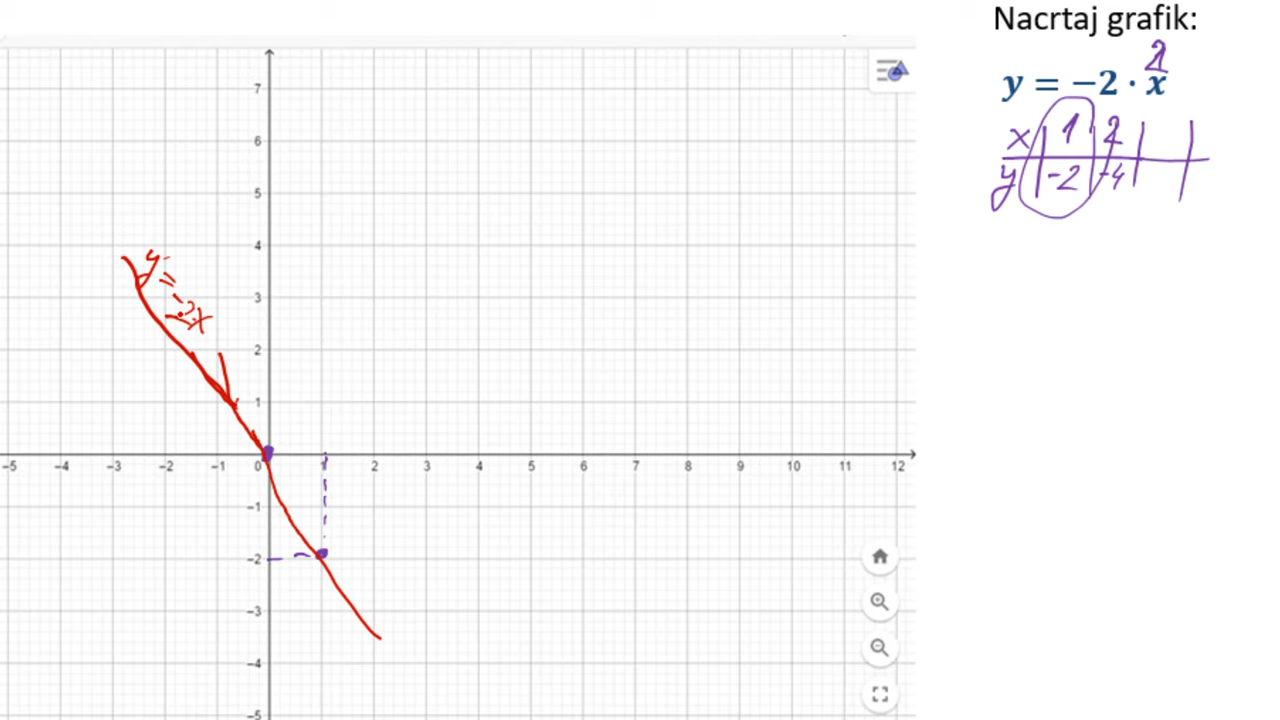 Nacrtaj grafik:
2
y = −2 · x
x 1 2
y -2 -4
7
6
5
4
3
2
1
y
=
-2x
-5 -4 -3 -2 -1 0 1 2 3 4 5 6 7 8 9 10 11 12
-1
-2
-3
-4
-5